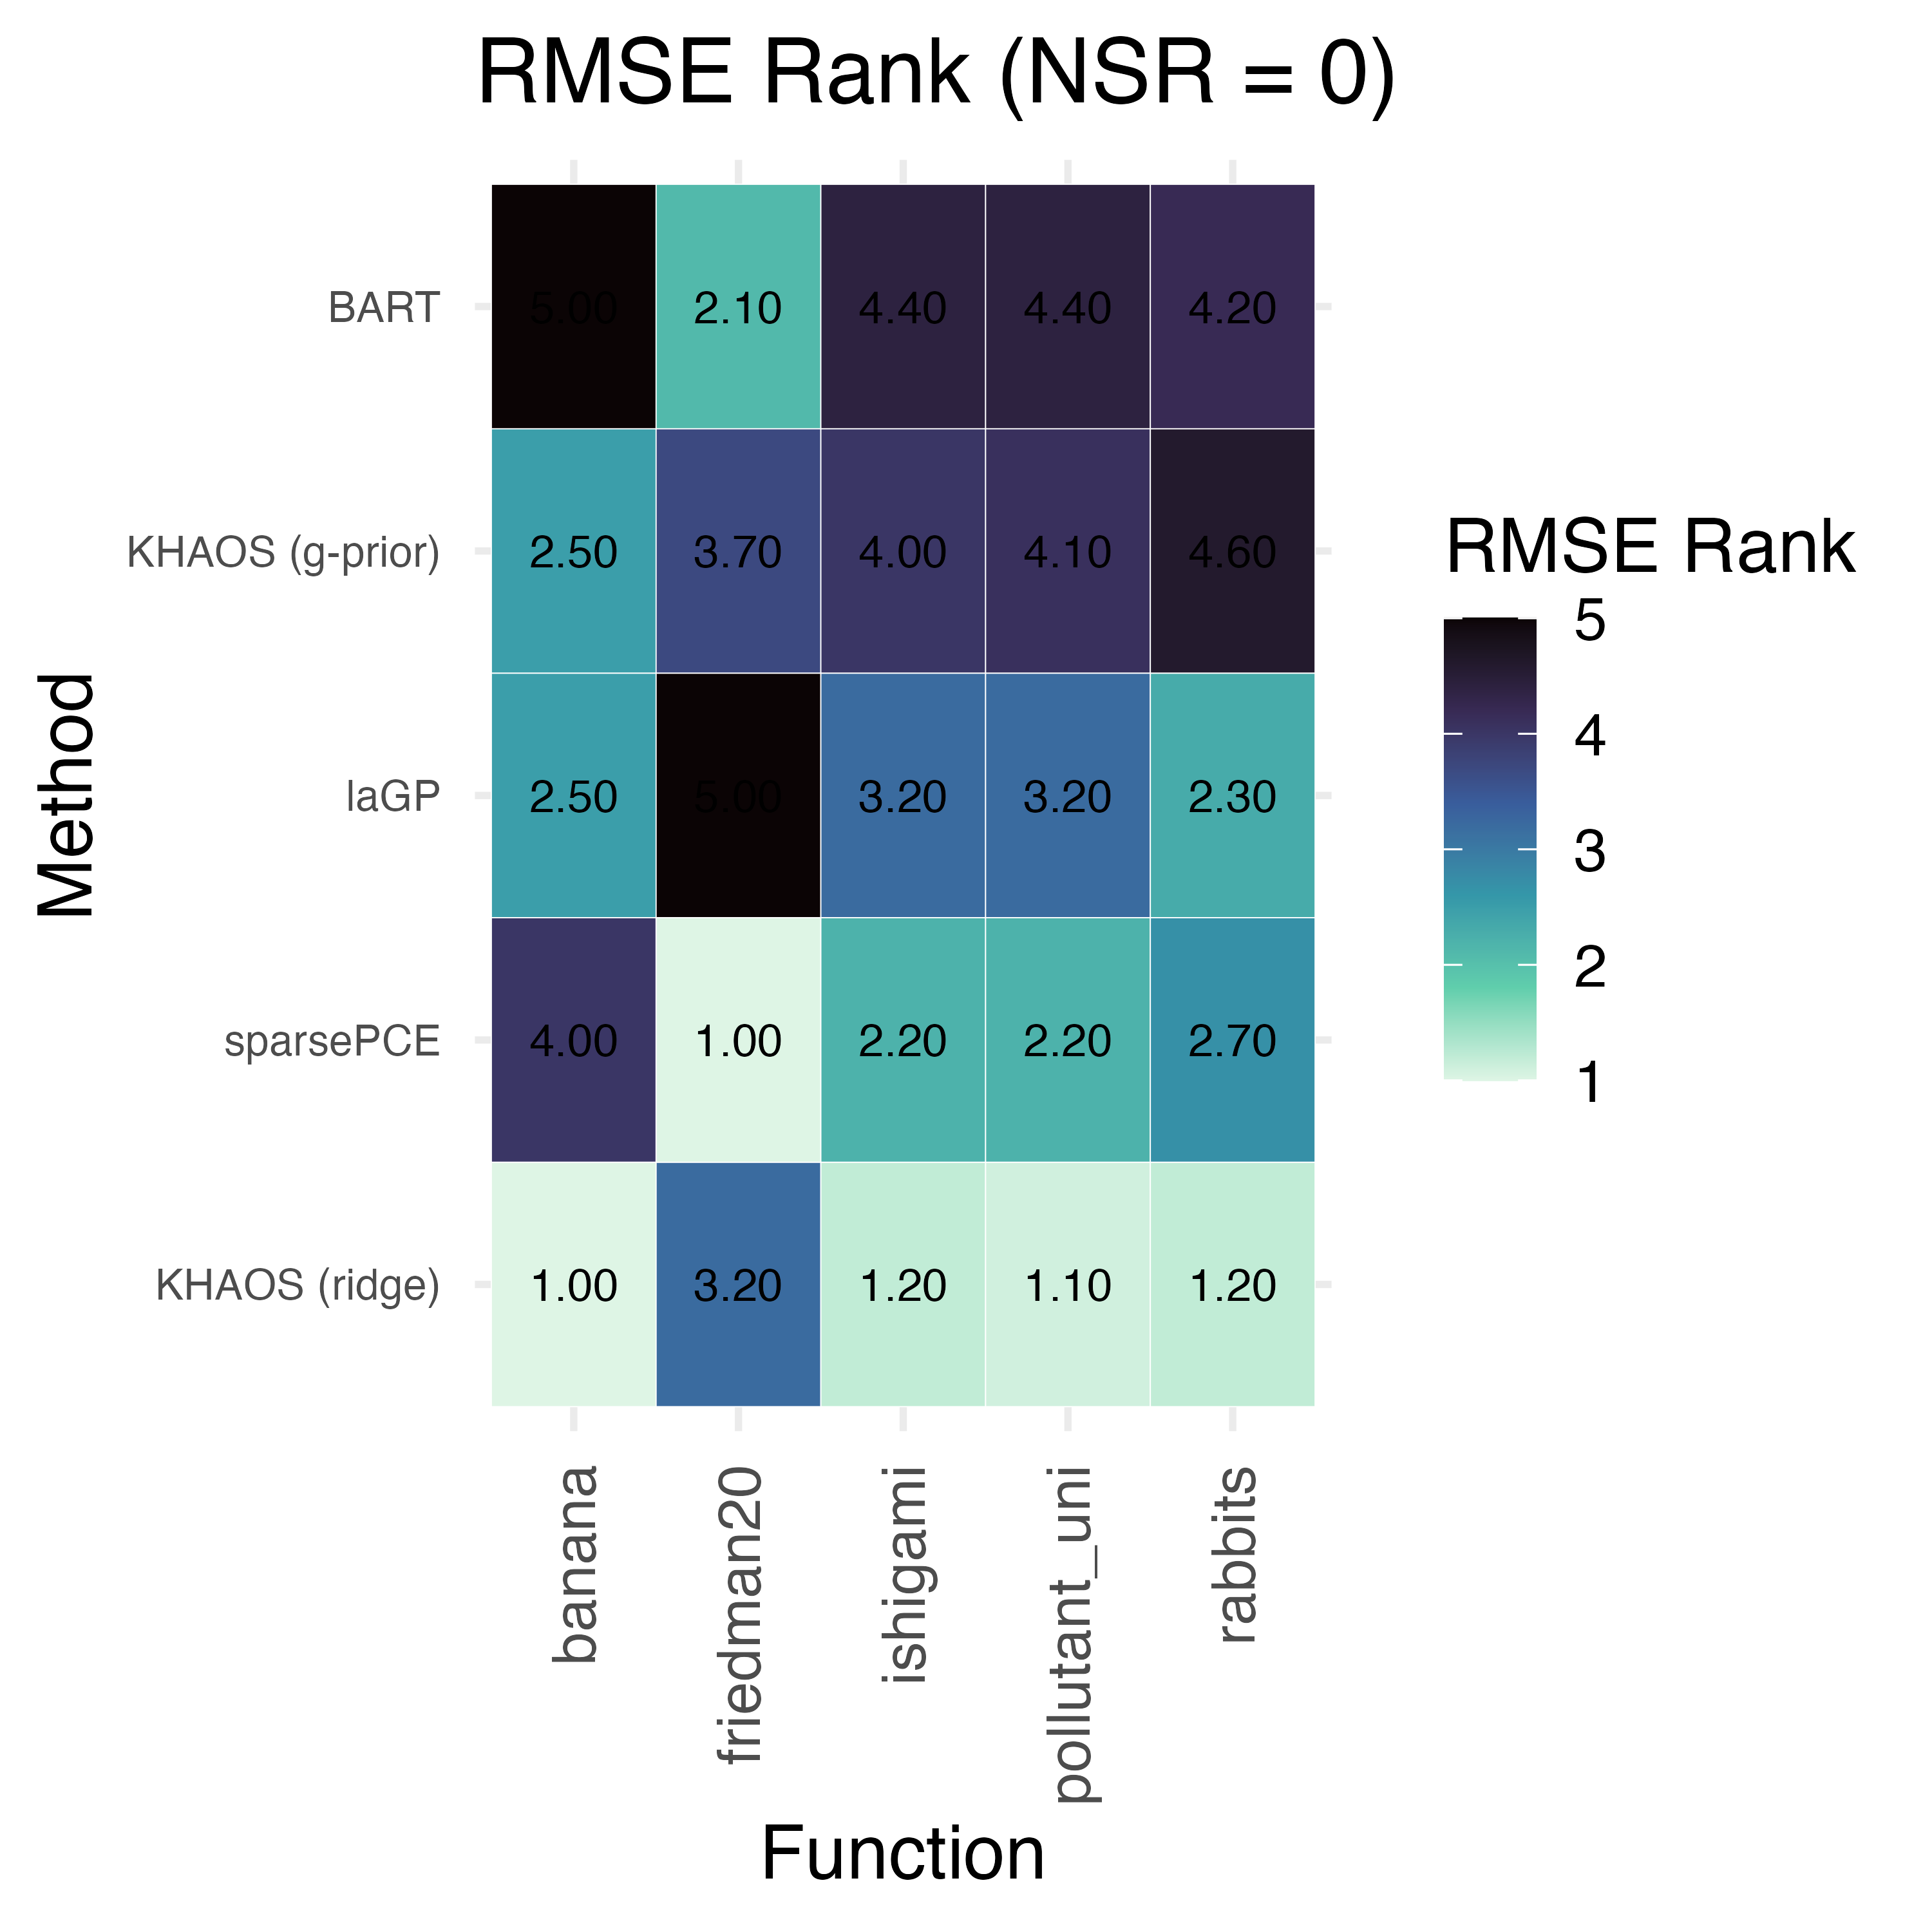 RMSE Rank (NSR = 0)
Method
BART 5.00 2.10 4.40 4.40 4.20
KHAOS (g-prior) 2.50 3.70 4.00 4.10 4.60
laGP 2.50 5.00 3.20 3.20 2.30
sparsePCE 4.00 1.00 2.20 2.20 2.70
KHAOS (ridge) 1.00 3.20 1.20 1.10 1.20
banana friedman20 ishigami pollutant_uni rabbits
Function
RMSE Rank
5
4
3
2
1